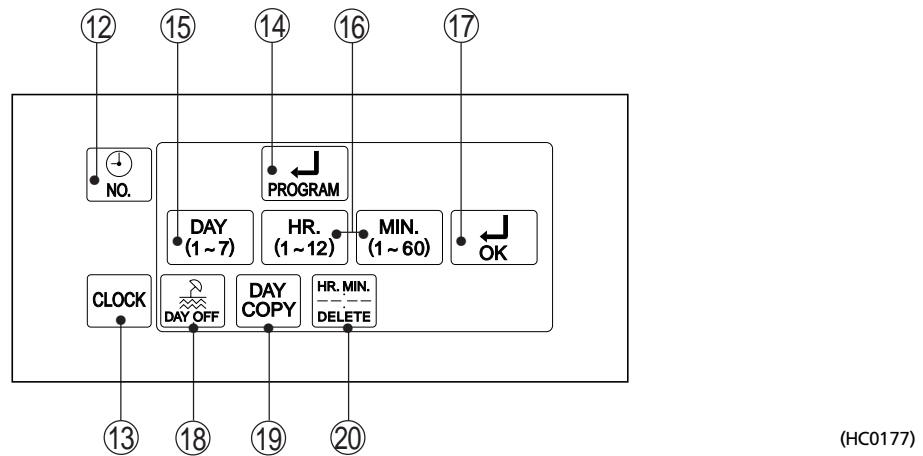 ⑫ ⑮ ⑭ ⑯ ⑰
NO.
PROGRAM
DAY
(1~7)
HR.
(1~12)
MIN.
(1~60)
OK
CLOCK
DAY OFF
DAY
COPY
HR. MIN.
--:--
DELETE
⑬ ⑱ ⑲ ⑳
(HC0177)